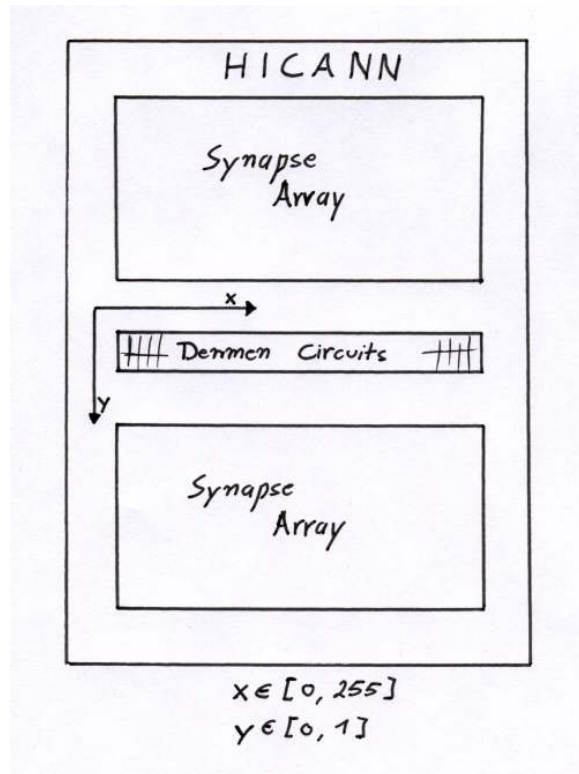 HICANN
Synapse
Array
x
Denmen Circuits
y
Synapse
Array
x ∈ [0, 255]
y ∈ [0, 1]